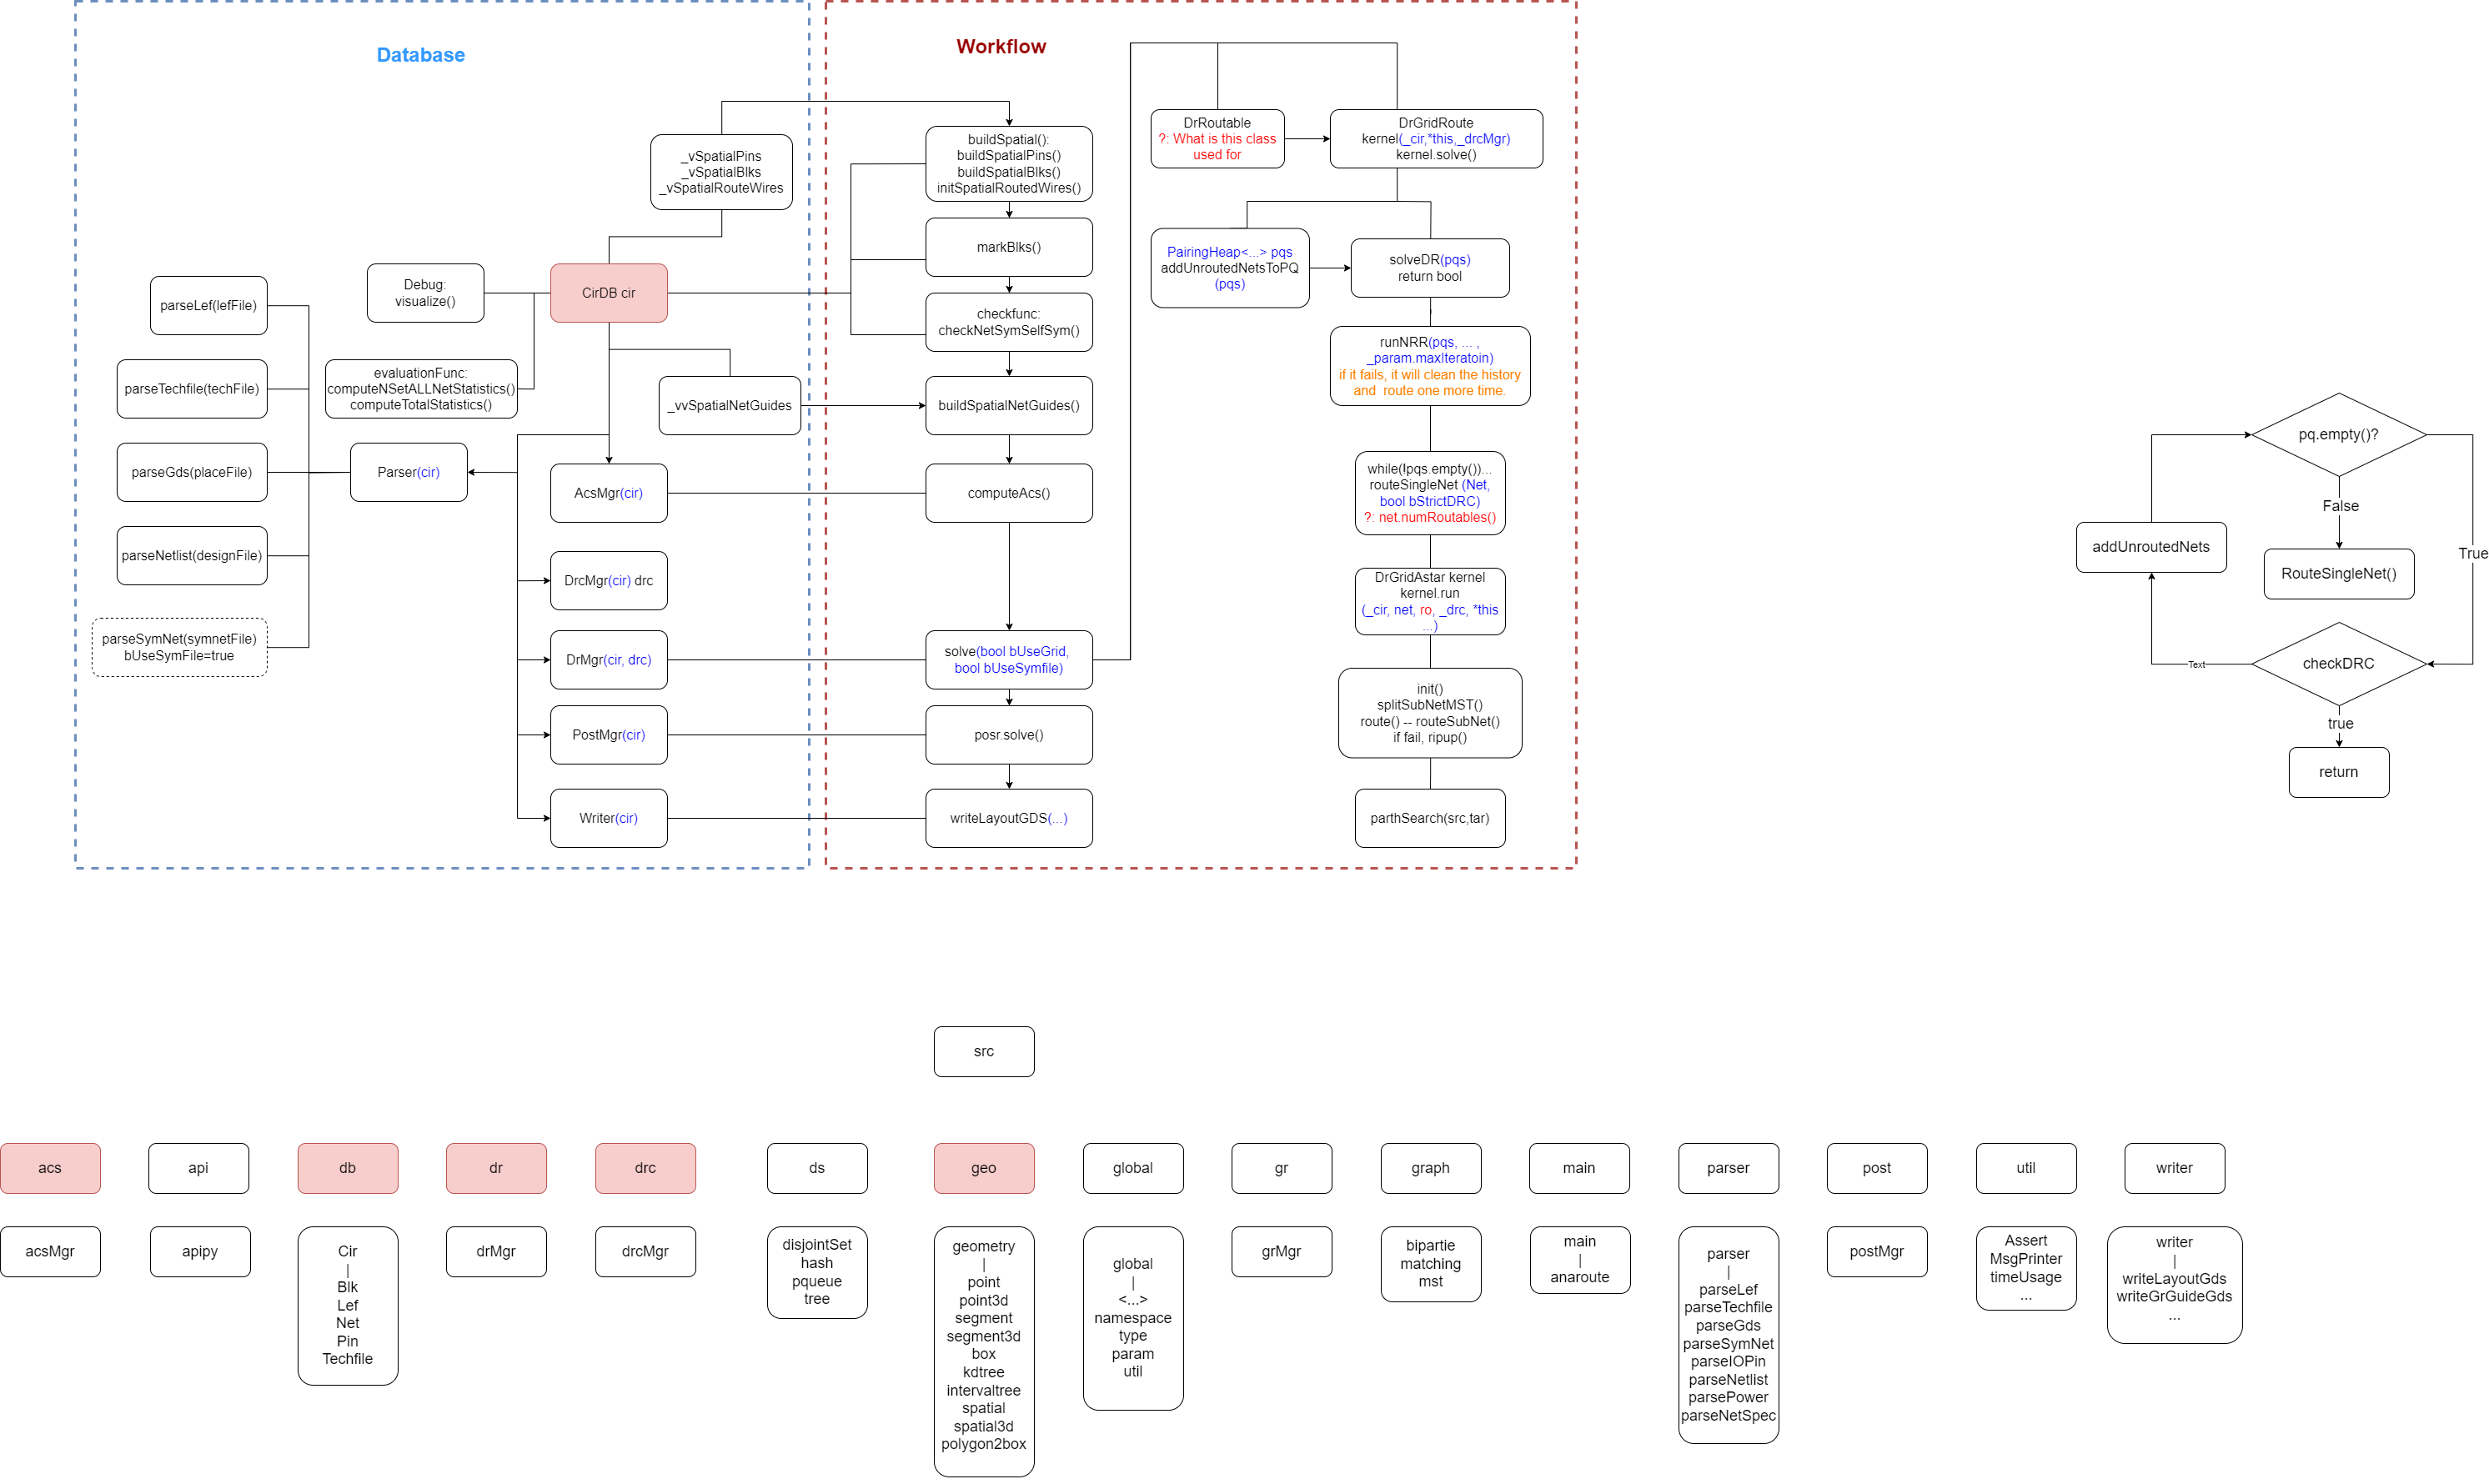 Database
Workflow
_vSpatialPins
_vSpatialBlks
_vSpatialRouteWires
CirDB cir
Debug:
visualize()
evaluationFunc:
computeNSetALLNetStatistics()
computeTotalStatistics()
parseLef(lefFile)
parseTechfile(techFile)
parseGds(placeFile)
parseNetlist(designFile)
parseSymNet(symnetFile)
bUseSymFile=true
Parser(cir)
_vvSpatialNetGuides
AcsMgr(cir)
DrcMgr(cir) drc
DrMgr(cir, drc)
PostMgr(cir)
Writer(cir)
buildSpatial():
buildSpatialPins()
buildSpatialBlks()
initSpatialRoutedWires()
markBlks()
checkfunc:
checkNetSymSelfSym()
buildSpatialNetGuides()
computeAcs()
solve(bool bUseGrid,
bool bUseSymfile)
posr.solve()
writeLayoutGDS(...)
DrRoutable
?: What is this class
used for
DrGridRoute
kernel(_cir,*this,_drcMgr)
kernel.solve()
PairingHeap<...> pqs
addUnroutedNetsToPQ
(pqs)
solveDR(pqs)
return bool
runNRR(pqs, ... ,
_param.maxIteratoin)
if it fails, it will clean the history
and  route one more time.
while(!pqs.empty())...
routeSingleNet (Net,
bool bStrictDRC)
?: net.numRoutables()
DrGridAstar kernel
kernel.run
(_cir, net, ro, _drc, *this
...)
init()
splitSubNetMST()
route() -- routeSubNet()
if fail, ripup()
parthSearch(src,tar)
pq.empty()?
False
True
addUnroutedNets
RouteSingleNet()
checkDRC
Text
true
return
src
acs
api
db
dr
drc
ds
geo
global
gr
graph
main
parser
post
util
writer
acsMgr
apipy
Cir
|
Blk
Lef
Net
Pin
Techfile
drMgr
drcMgr
disjointSet
hash
pqueue
tree
geometry
|
point
point3d
segment
segment3d
box
kdtree
intervaltree
spatial
spatial3d
polygon2box
global
|
<...>
namespace
type
param
util
grMgr
bipartie
matching
mst
main
|
anaroute
parser
|
parseLef
parseTechfile
parseGds
parseSymNet
parseIOPin
parseNetlist
parsePower
parseNetSpec
postMgr
Assert
MsgPrinter
timeUsage
...
writer
|
writeLayoutGds
writeGrGuideGds
...